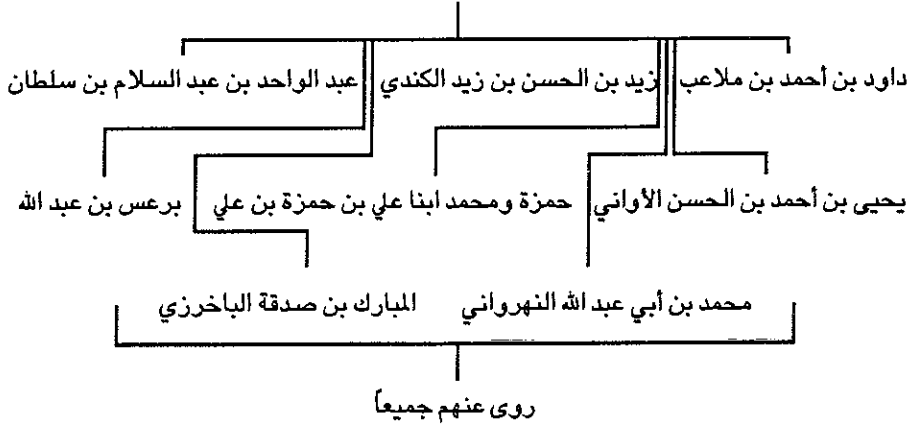 داود بن أحمد بن ملاعب زيد بن الحسن بن زيد الكندي عبد الواحد بن عبد السلام بن سلطان
يحيى بن أحمد بن الحسن الأواني حمزة ومحمد ابنا علي بن حمزة بن علي برعس بن عبد الله
محمد بن أبي عبد الله النهرواني المبارك بن صدقة الباخرزي
روى عنهم جميعاً